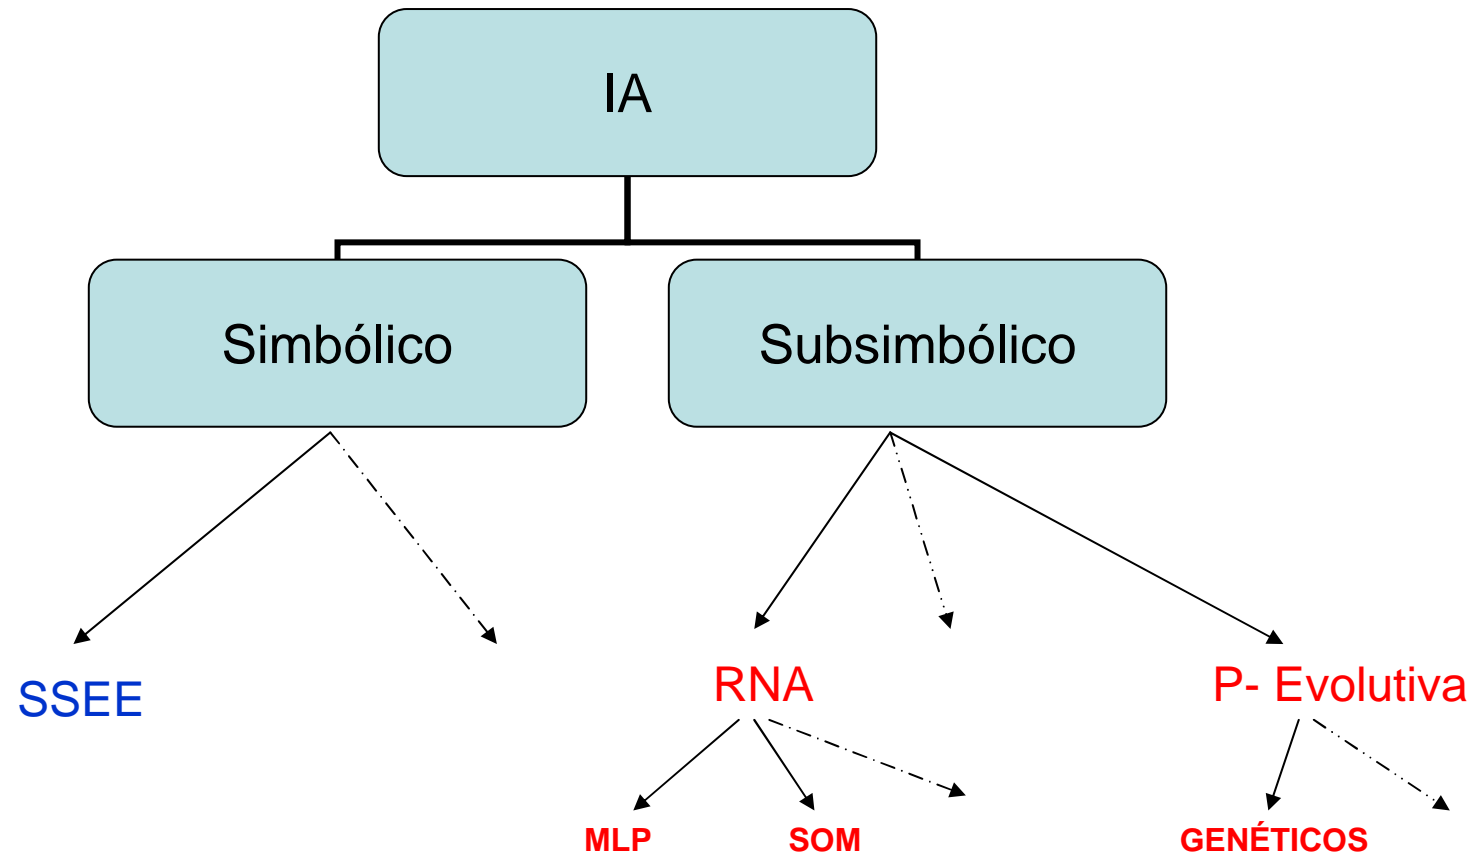 IA
Simbólico
Subsimbólico
SSEE
RNA
P- Evolutiva
MLP
SOM
GENÉTICOS